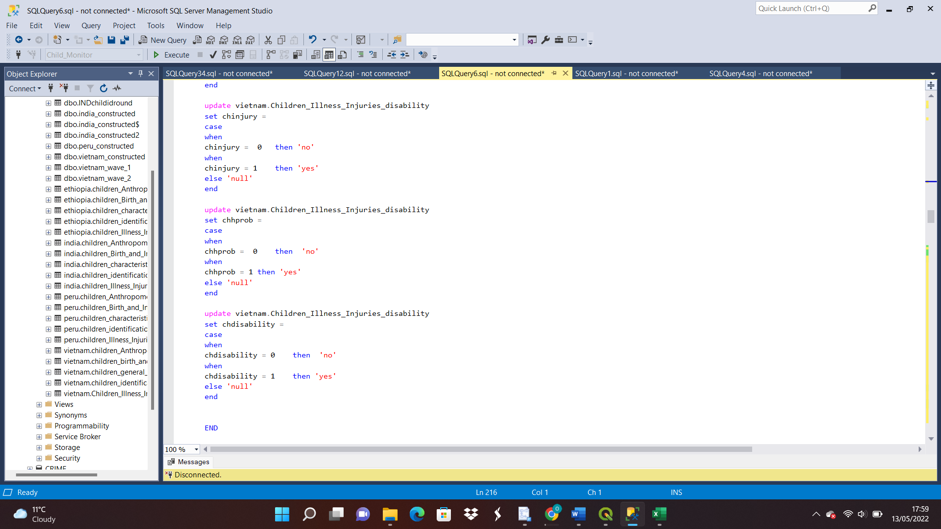 SQLQuery6.sql - not connected* - Microsoft SQL Server Management Studio
Quick Launch (Ctrl+Q)
File Edit View Query Project Tools Window Help
New Query
Execute
Child_Monitor
Object Explorer
Connect
SQLQuery34.sql - not connected*
SQLQuery12.sql - not connected*
SQLQuery6.sql - not connected*
SQLQuery1.sql - not connected*
SQLQuery4.sql - not connected*
dbo.INDchildidround
dbo.india_constructed
dbo.india_constructed$
dbo.india_constructed2
dbo.peru_constructed
dbo.vietnam_constructed
dbo.vietnam_wave_1
dbo.vietnam_wave_2
ethiopia.children_Anthrop
ethiopia.children_Birth_an
ethiopia.children_characte
ethiopia.children_identific
ethiopia.children_Illness_I
india.children_Anthropom
india.children_Birth_and_I
india.children_characterist
india.children_identificatic
india.children_Illness_Injur
peru.children_Anthropom
peru.children_Birth_and_Ir
peru.children_characterist
peru.children_identificatio
peru.children_Illness_Injuri
vietnam.children_Anthrop
vietnam.children_birth_an
vietnam.children_general_
vietnam.children_identific
vietnam.Children_Illness_I
Views
Synonyms
Programmability
Service Broker
Storage
Security
CRIME
end
update vietnam.Children_Illness_Injuries_disability
set chinjury =
case
when
chinjury = 0 then 'no'
when
chinjury = 1 then 'yes'
else 'null'
end
update vietnam.Children_Illness_Injuries_disability
set chhprob =
case
when
chhprob = 0 then 'no'
when
chhprob = 1 then 'yes'
else 'null'
end
update vietnam.Children_Illness_Injuries_disability
set chdisability =
case
when
chdisability = 0 then 'no'
when
chdisability = 1 then 'yes'
else 'null'
end
END
100 %
Messages
Disconnected.
Ready
Ln 216 Col 1 Ch 1 INS
11°C
Cloudy
17:59
13/05/2022